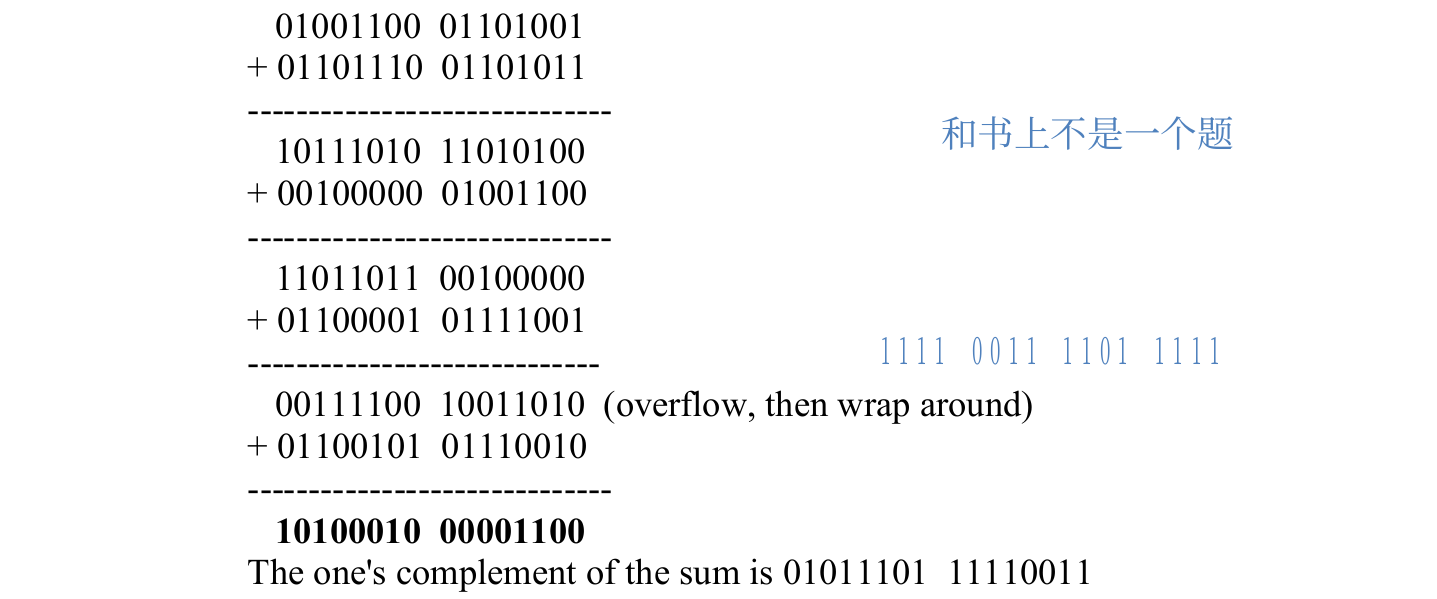 01001100 01101001
+ 01101110 01101011
------------------------------
和书上不是一个题
10111010 11010100
+ 00100000 01001100
------------------------------
11011011 00100000
+ 01100001 01111001
1111 0011 1101 1111
-----------------------------
00111100 10011010 (overflow, then wrap around)
+ 01100101 01110010
------------------------------
10100010 00001100
The one's complement of the sum is 01011101 11110011